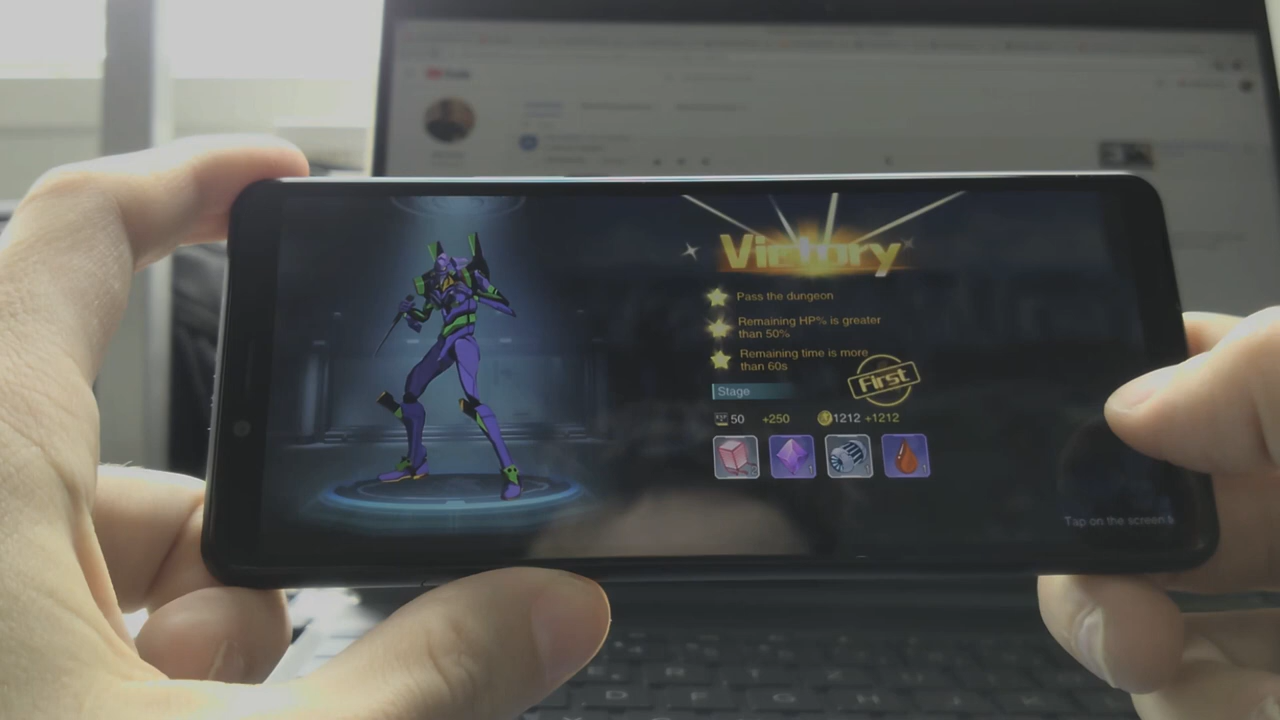 Victory
Pass the dungeon
Remaining HP% is greater
than 50%
Remaining time is more
than 60s
First
Stage
50 +250 1212 +1212
Tap on the screen